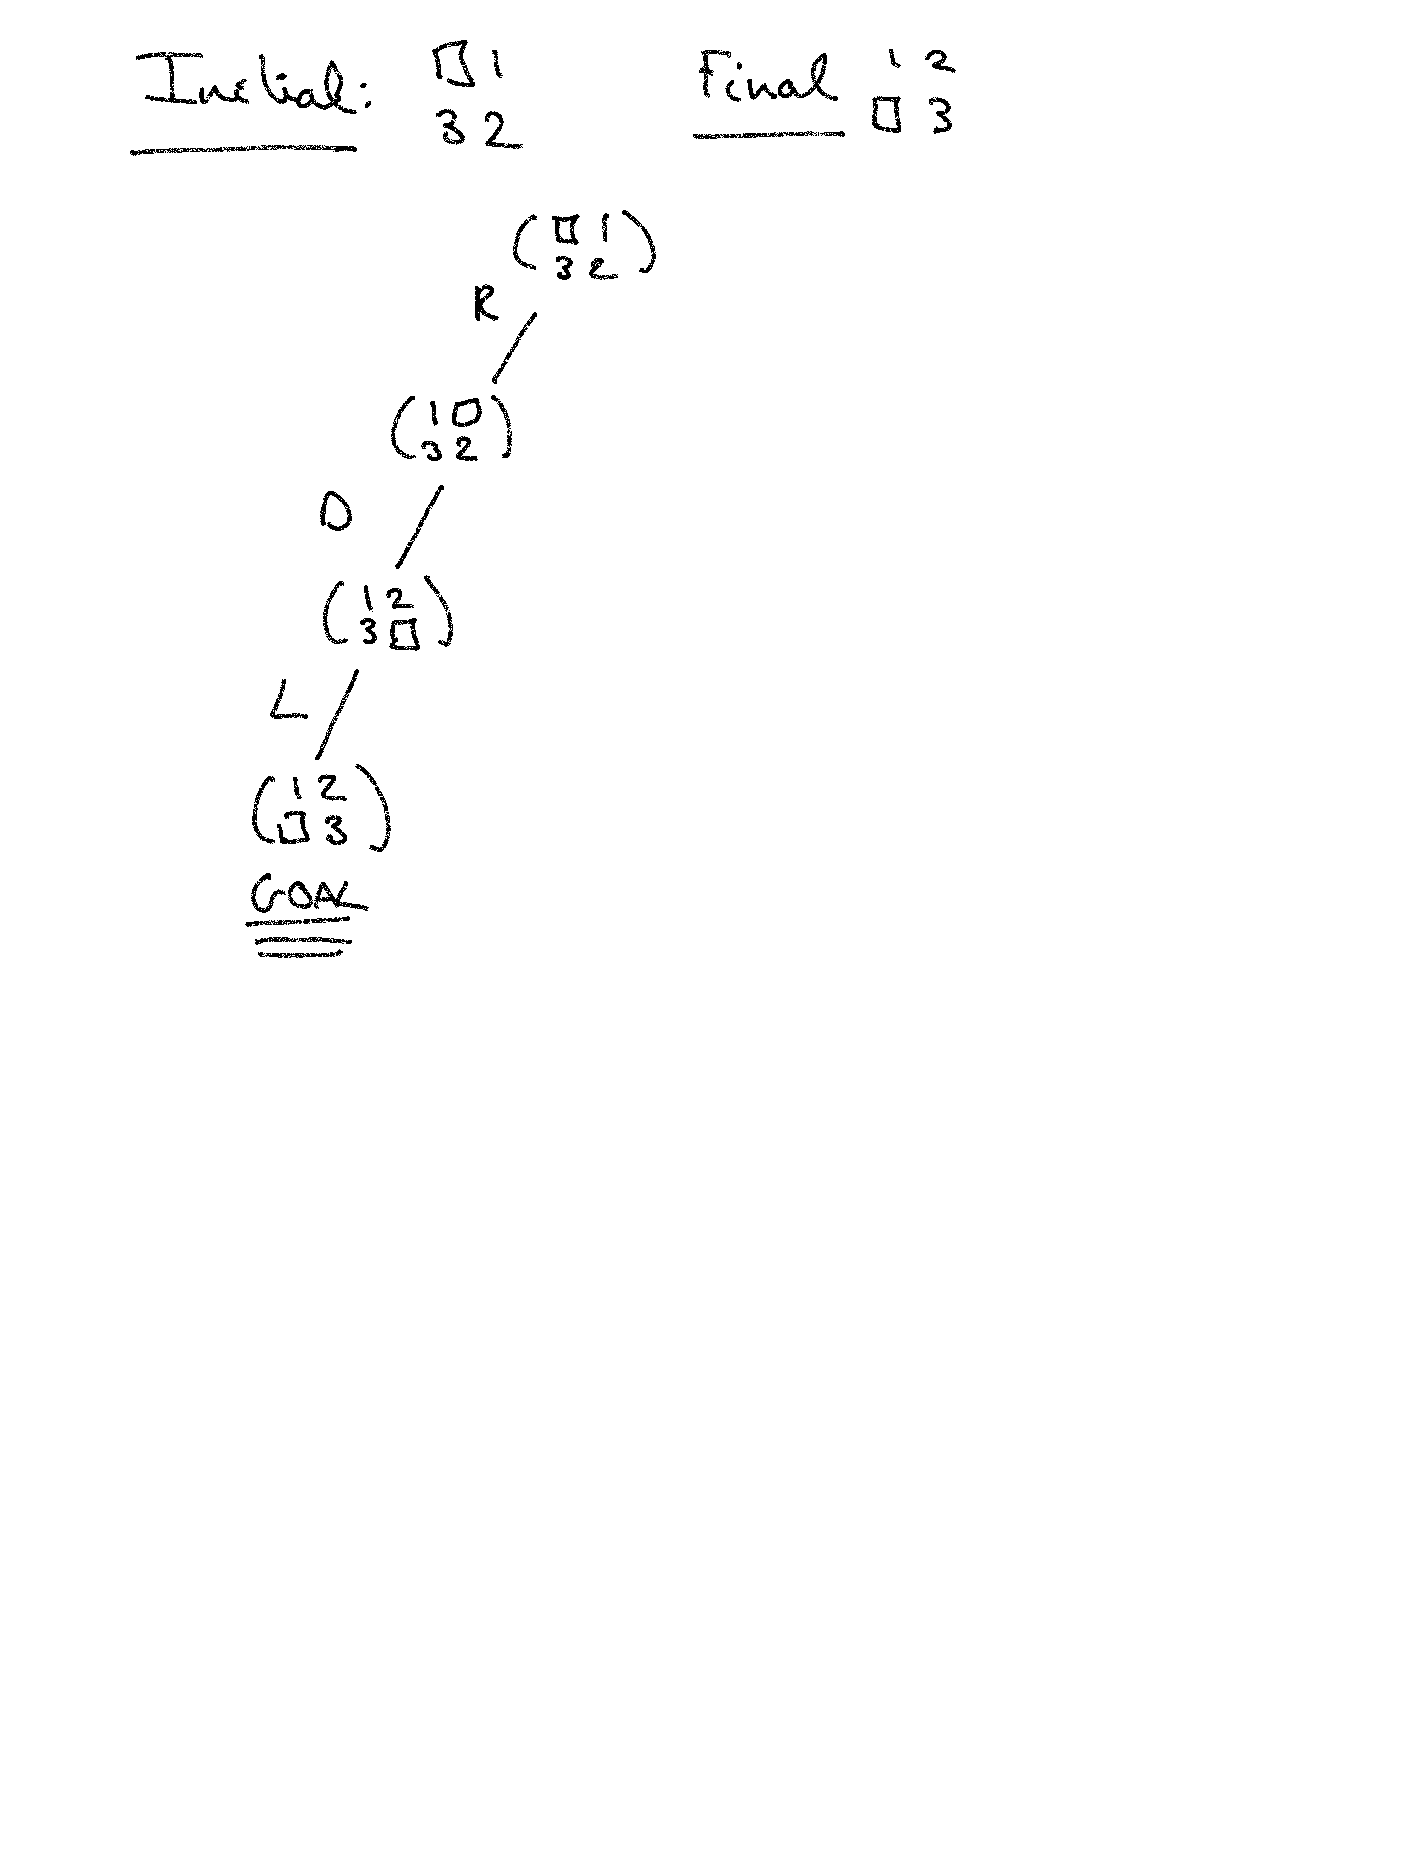 Initial: □ 1 Final 1 2
3 2 □ 3
( □ 1 )
3 2
R
( 1 □ )
3 2
D
( 1 2 )
3 □
L
( 1 2 )
□ 3
GOAL